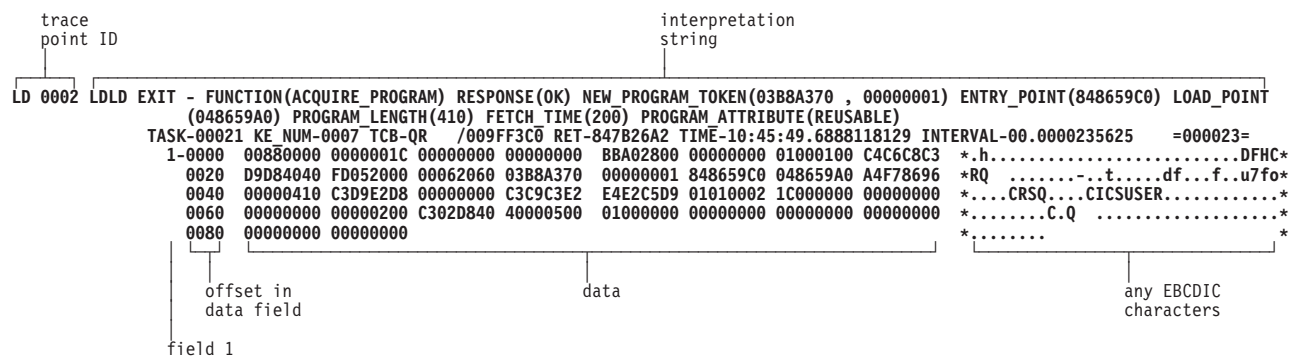 trace
point ID
interpretation
string
LD 0002 LDLD EXIT - FUNCTION(ACQUIRE_PROGRAM) RESPONSE(OK) NEW_PROGRAM_TOKEN(03B8A370 , 00000001) ENTRY_POINT(848659C0) LOAD_POINT
(048659A0) PROGRAM_LENGTH(410) FETCH_TIME(200) PROGRAM_ATTRIBUTE(REUSABLE)
TASK-00021 KE_NUM-0007 TCB-QR /009FF3C0 RET-847B26A2 TIME-10:45:49.6888118129 INTERVAL-00.0000235625 =000023=
1-0000 00880000 0000001C 00000000 00000000 BBA02800 00000000 01000100 C4C6C8C3 *.h..........................DFHC*
0020 D9D84040 FD052000 00062060 03B8A370 00000001 848659C0 048659A0 A4F78696 *RQ .......-..t.....df...f..u7fo*
0040 00000410 C3D9E2D8 00000000 C3C9C3E2 E4E2C5D9 01010002 1C000000 00000000 *....CRSQ....CICSUSER............*
0060 00000000 00000200 C302D840 40000500 01000000 00000000 00000000 00000000 *........C.Q ...................*
0080 00000000 00000000 *........ *
offset in
data field
data
any EBCDIC
characters
field 1